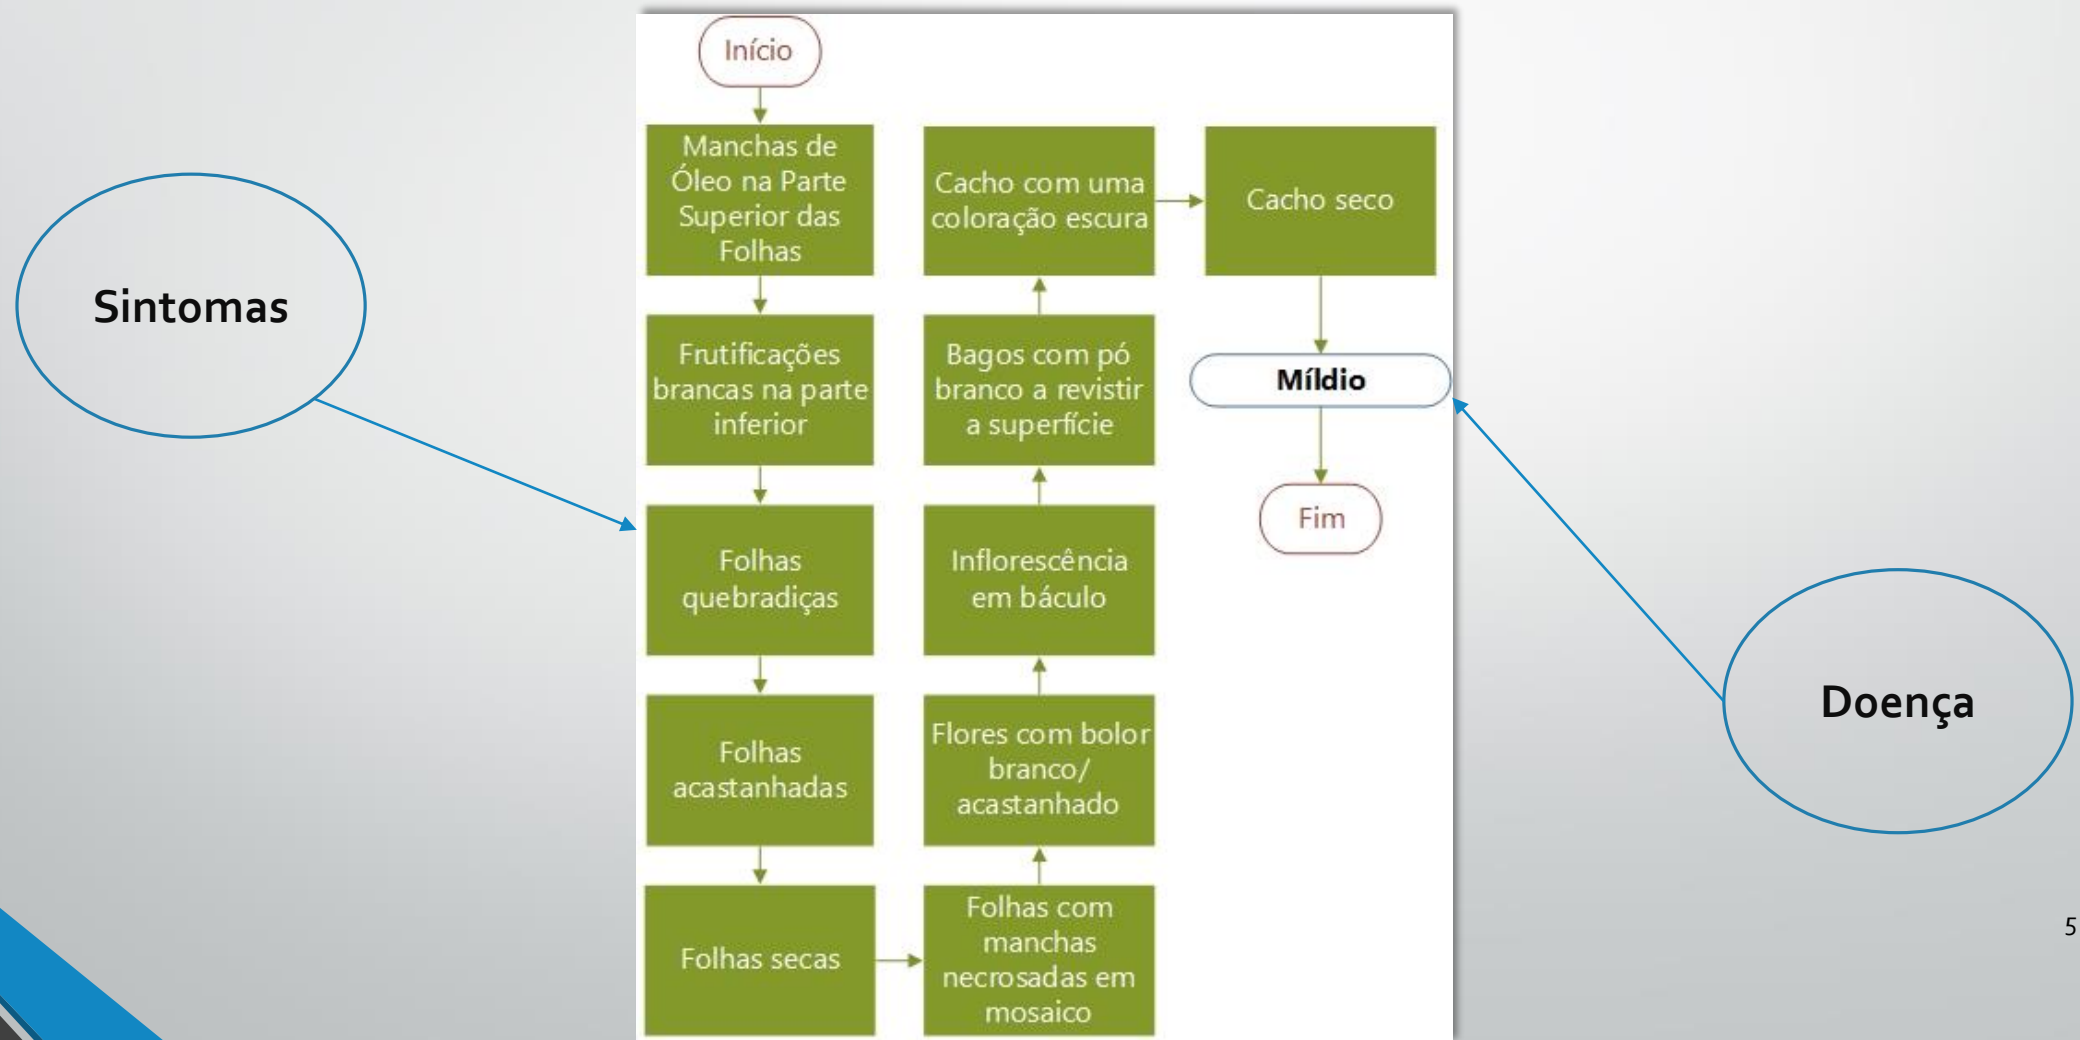 Início
Manchas de
Óleo na Parte
Superior das
Folhas
Frutificações
brancas na parte
inferior
Folhas
quebradiças
Folhas
acastanhadas
Folhas secas
Folhas com
manchas
necrosadas em
mosaico
Flores com bolor
branco/
acastanhado
Inflorescência
em báculo
Bagos com pó
branco a revistir
a superfície
Cacho com uma
coloração escura
Cacho seco
Míldio
Fim
Sintomas
Doença
5